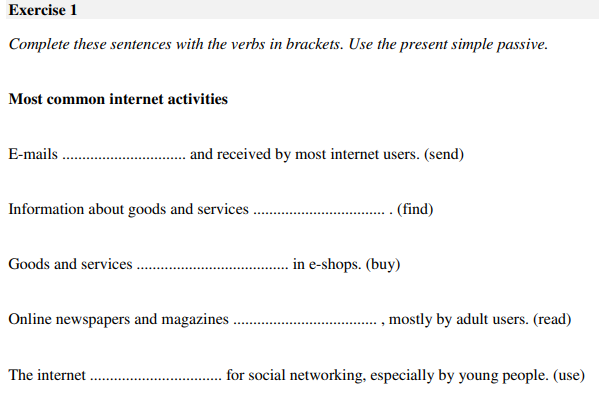 Exercise 1
Complete these sentences with the verbs in brackets. Use the present simple passive.
Most common internet activities
E-mails ............................... and received by most internet users. (send)
Information about goods and services ................................. . (find)
Goods and services ...................................... in e-shops. (buy)
Online newspapers and magazines .................................... , mostly by adult users. (read)
The internet ................................. for social networking, especially by young people. (use)